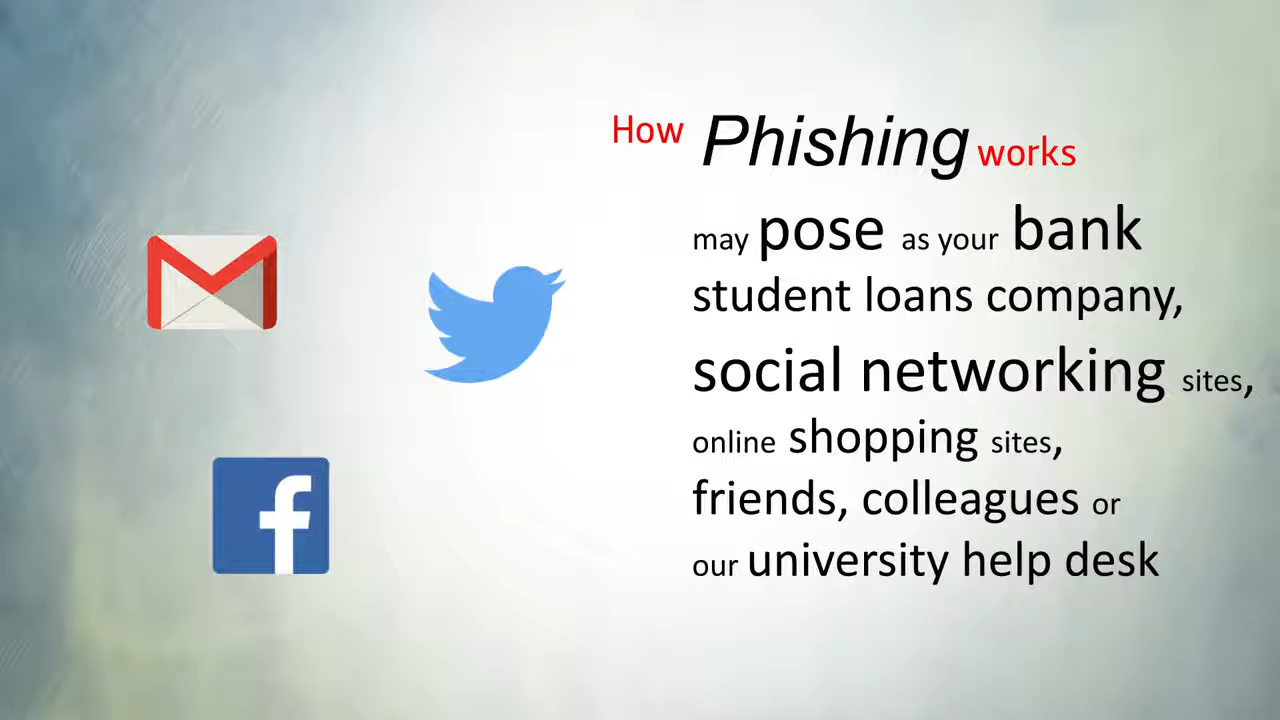 How Phishing works
may pose as your bank
student loans company,
social networking sites,
online shopping sites,
friends, colleagues or
our university help desk